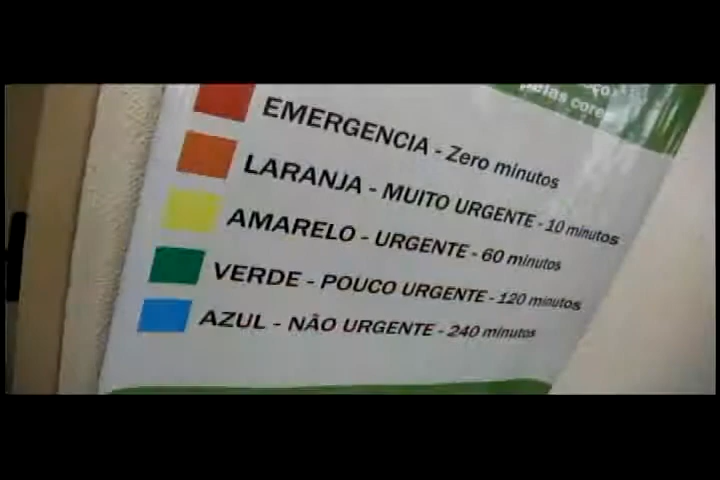 pelas
EMERGENCIA - Zero minutos
LARANJA - MUITO URGENTE - 10 minutos
AMARELO - URGENTE - 60 minutos
VERDE - POUCO URGENTE - 120 minutos
AZUL - NÃO URGENTE - 240 minutos